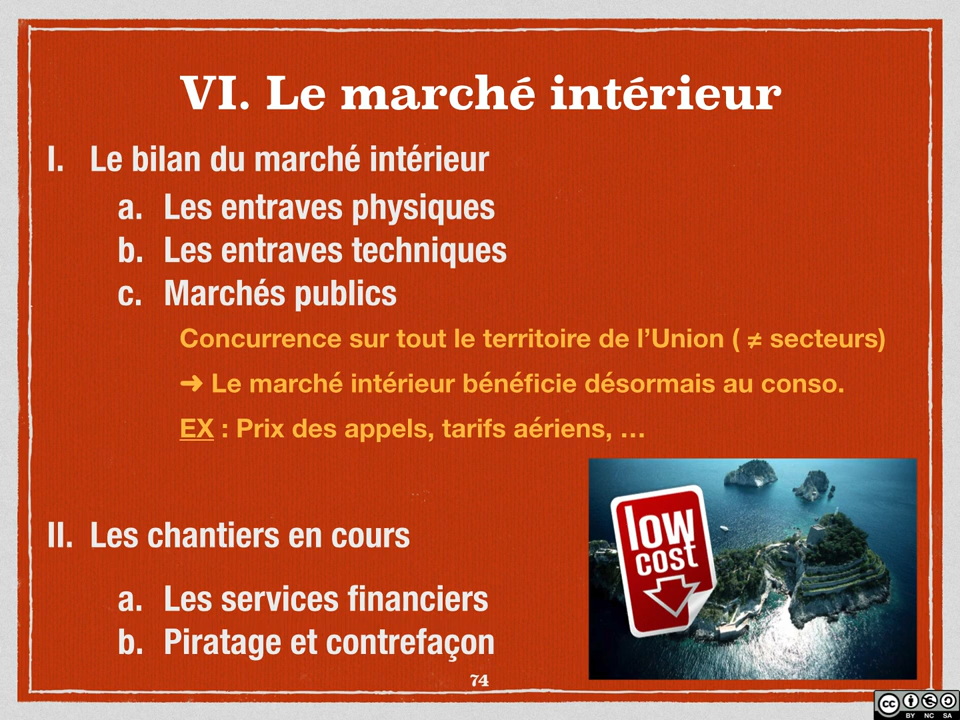 VI. Le marché intérieur
I. Le bilan du marché intérieur
a. Les entraves physiques
b. Les entraves techniques
c. Marchés publics
Concurrence sur tout le territoire de l’Union ( ≠ secteurs)
➜ Le marché intérieur bénéficie désormais au conso.
EX : Prix des appels, tarifs aériens, …
low
cost
II. Les chantiers en cours
a. Les services financiers
b. Piratage et contrefaçon
74
cc
BY NC SA